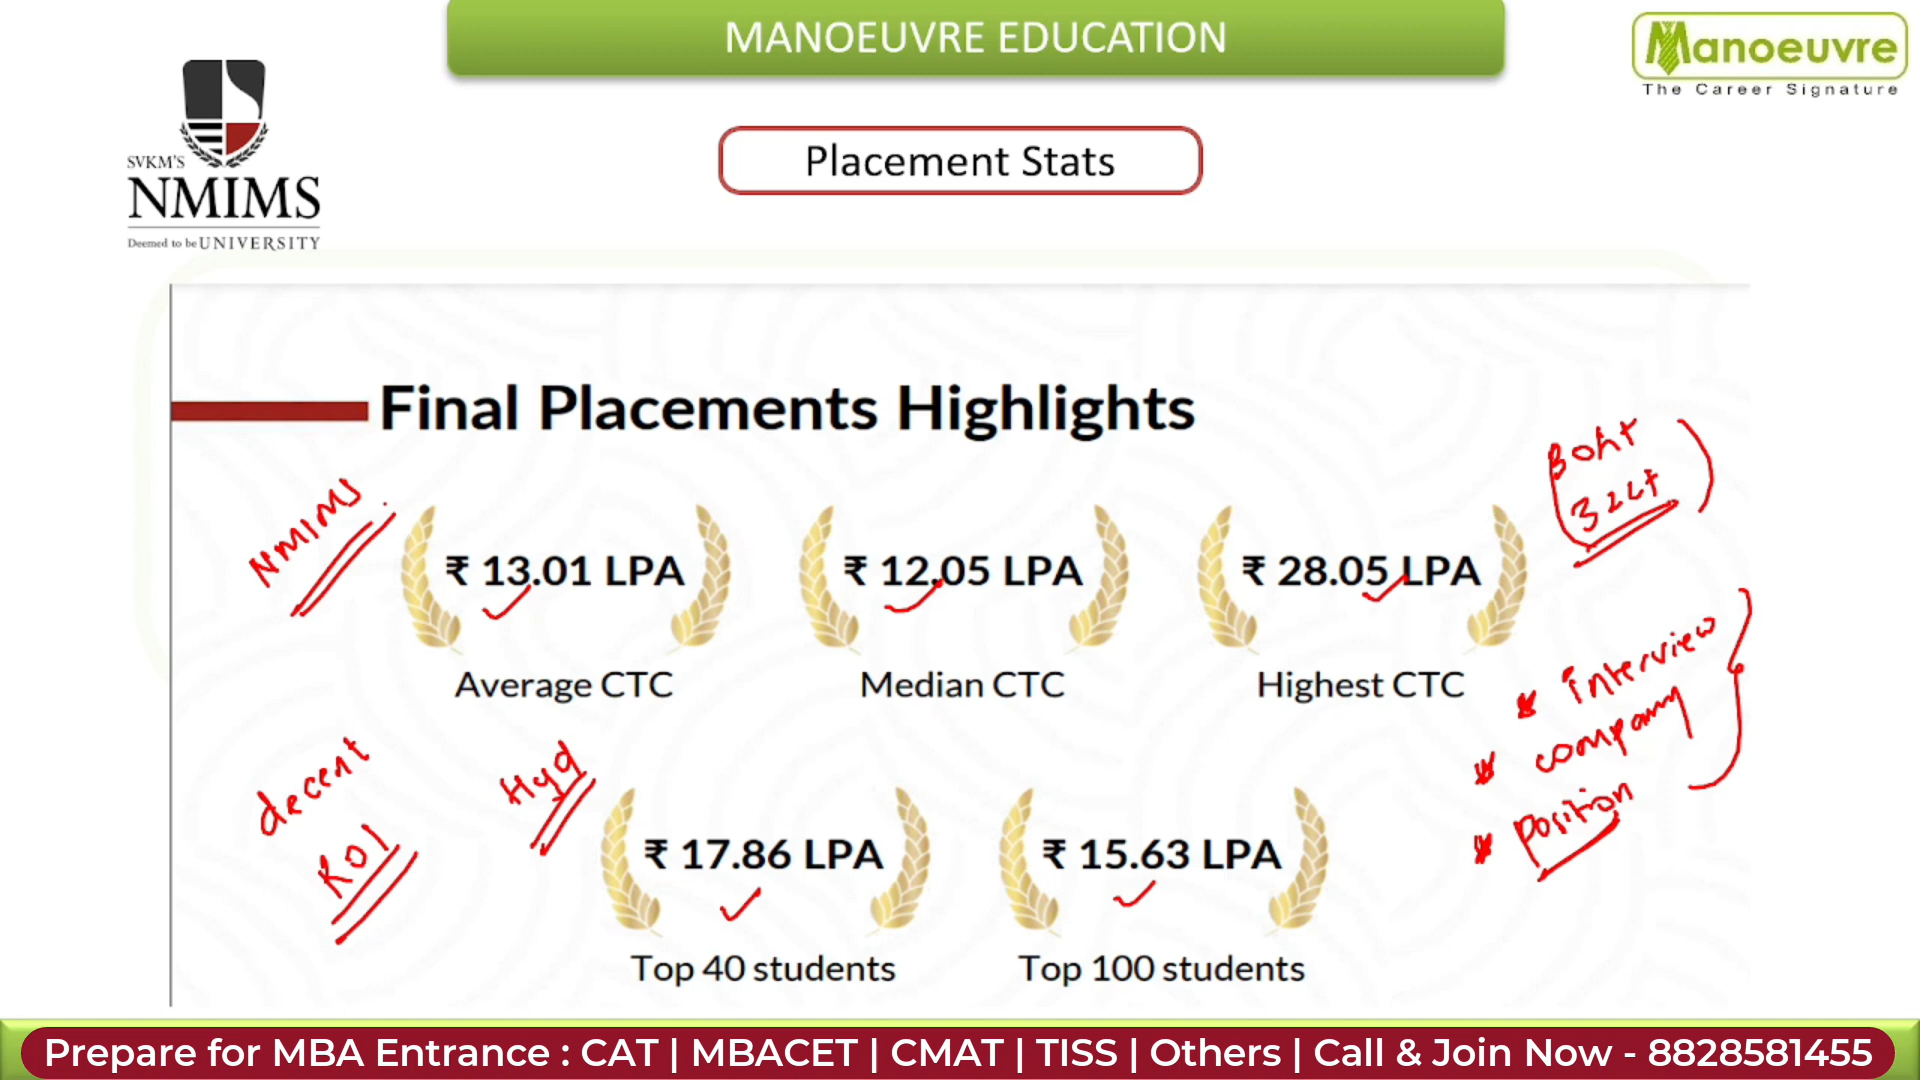 MANOEUVRE EDUCATION
Manoeuvre
The Career Signature
SVKM'S
NMIMS
Deemed to be UNIVERSITY
Placement Stats
Final Placements Highlights
NMIMS
₹ 13.01 LPA
Average CTC
₹ 12.05 LPA
Median CTC
₹ 28.05 LPA
Highest CTC
interview
company
position
decent
ROI
Hyd
₹ 17.86 LPA
Top 40 students
₹ 15.63 LPA
Top 100 students
Prepare for MBA Entrance : CAT | MBACET | CMAT | TISS | Others | Call & Join Now - 8828581455